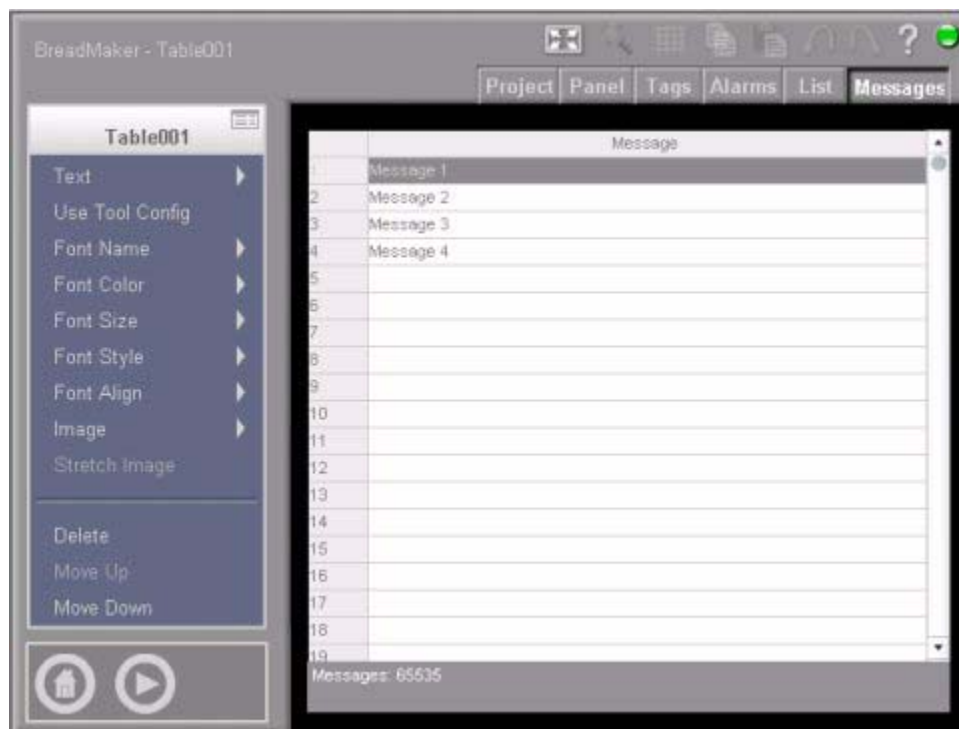 BreadMaker - Table001
?
Project Panel Tags Alarms List Messages
Table001
Text
Use Tool Config
Font Name
Font Color
Font Size
Font Style
Font Align
Image
Stretch Image
Delete
Move Up
Move Down
Message
1 Message 1
2 Message 2
3 Message 3
4 Message 4
5
6
7
8
9
10
11
12
13
14
15
16
17
18
19
Messages: 65535